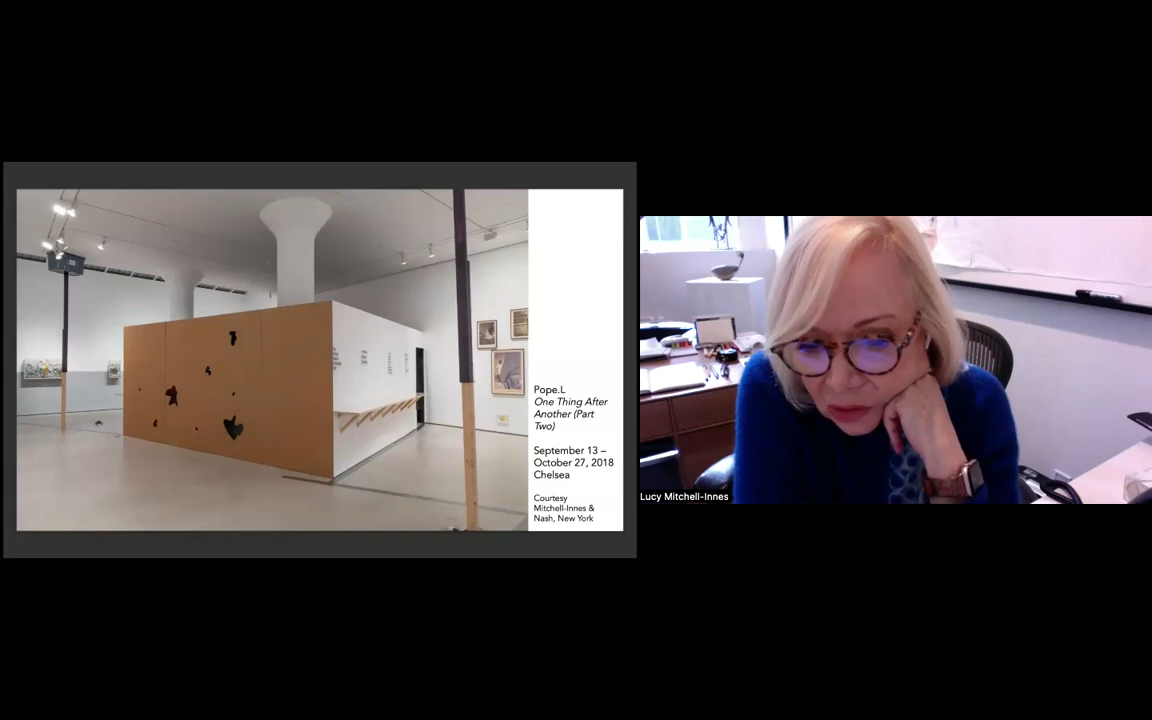 Pope.L
One Thing After
Another (Part
Two)
September 13 –
October 27, 2018
Chelsea
Courtesy
Mitchell-Innes &
Nash, New York
Lucy Mitchell-Innes